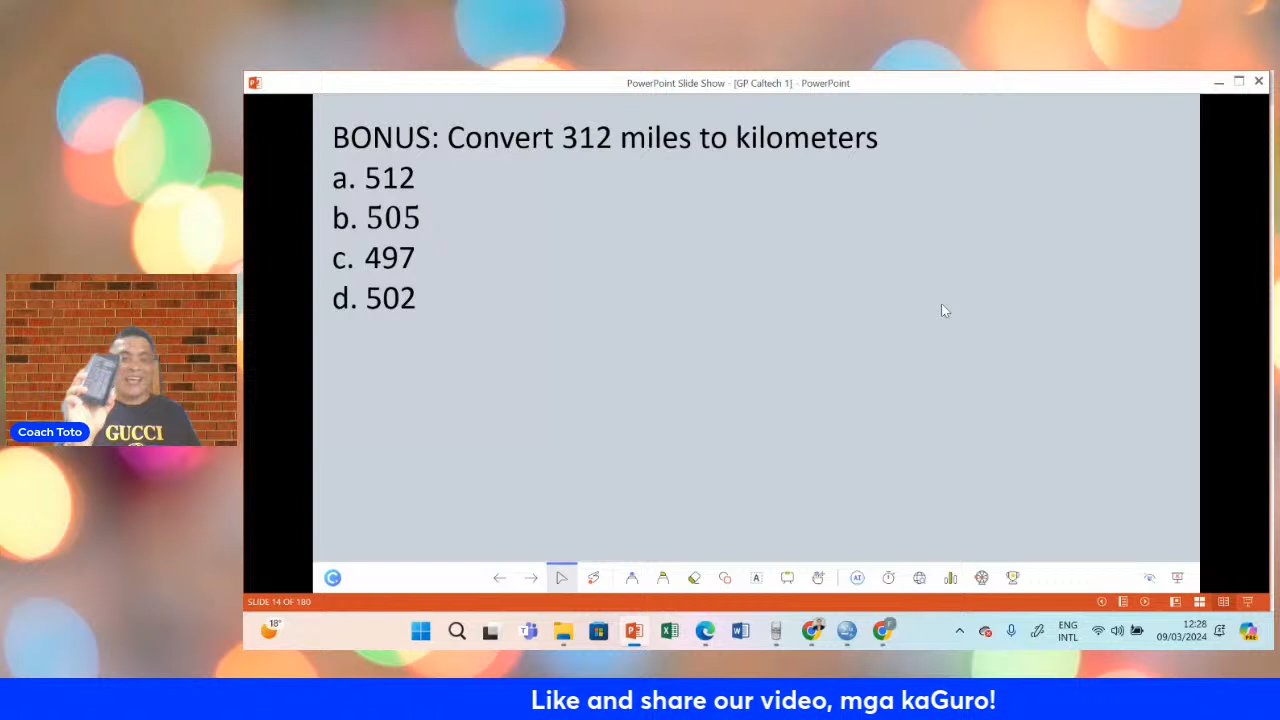 PowerPoint Slide Show - [GP Caltech 1] - PowerPoint
BONUS: Convert 312 miles to kilometers
a. 512
b. 505
c. 497
d. 502
Coach Toto
GUCCI
A
AI
SLIDE 14 OF 180
18°
ENG
INTL
12:28
09/03/2024
Like and share our video, mga kaGuro!